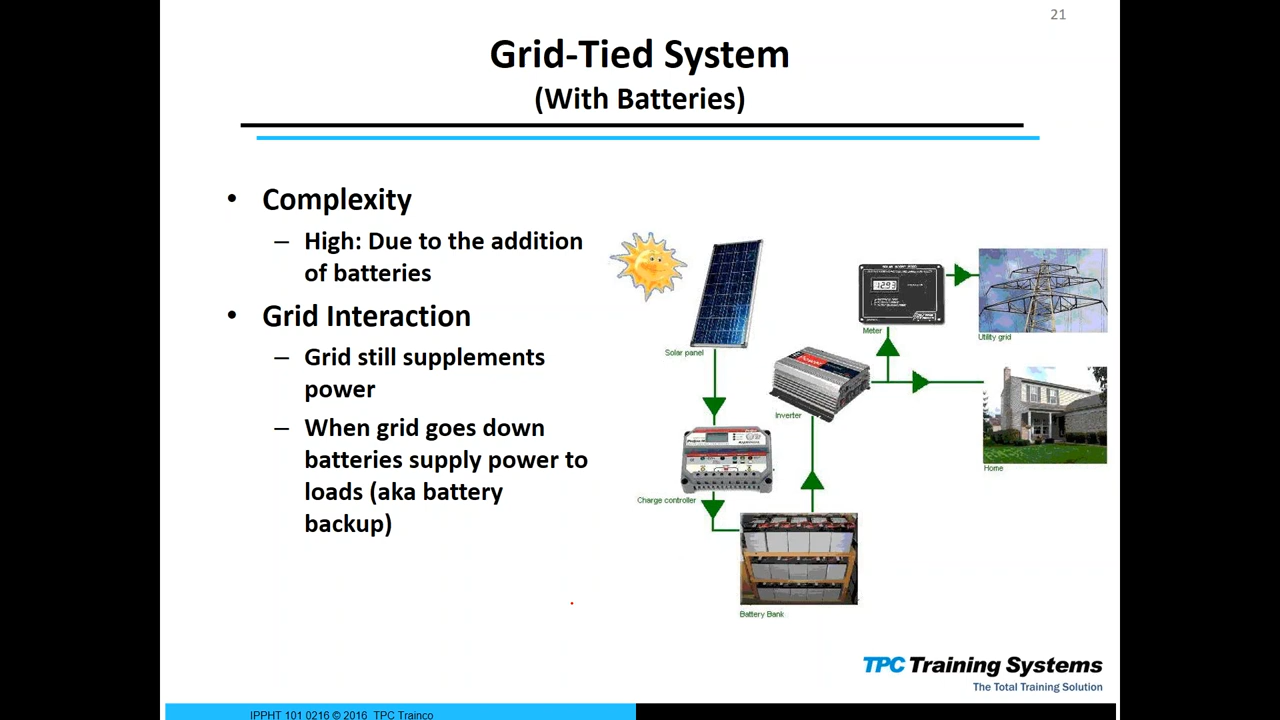 21
Grid-Tied System
(With Batteries)
• Complexity
– High: Due to the addition
of batteries
• Grid Interaction
– Grid still supplements
power
– When grid goes down
batteries supply power to
loads (aka battery
backup)
Solar panel
Charge controller
Battery Bank
Inverter
Meter
Utility grid
Home
TPC Training Systems
The Total Training Solution
IPPHT 101 0216 © 2016 TPC Trainco